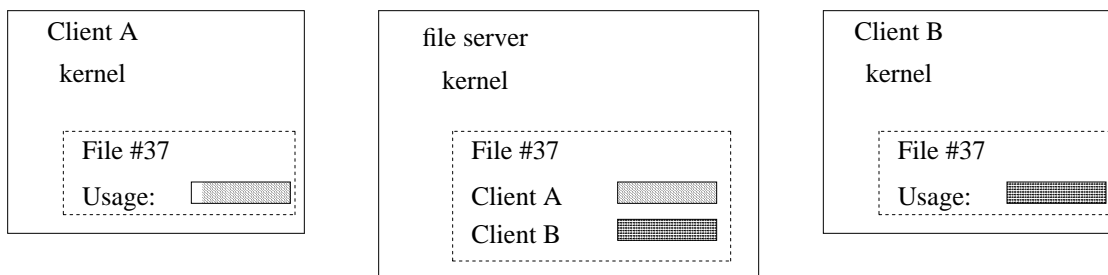 Client A
kernel
File #37
Usage:
file server
kernel
File #37
Client A
Client B
Client B
kernel
File #37
Usage: